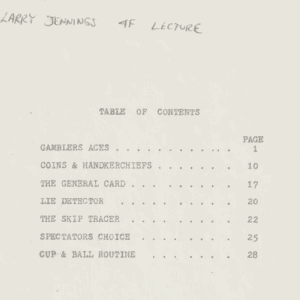 LARRY JENNINGS 4F LECTURE
TABLE OF CONTENTS
PAGE
GAMBLERS ACES . . . . . . . . . . . . 1
COINS & HANDKERCHIEFS . . . . . . . . 10
THE GENERAL CARD . . . . . . . . . . 17
LIE DETECTOR . . . . . . . . . . . 20
THE SKIP TRACER . . . . . . . . . . 22
SPECTATORS CHOICE . . . . . . . . . 25
CUP & BALL ROUTINE . . . . . . . . . 28